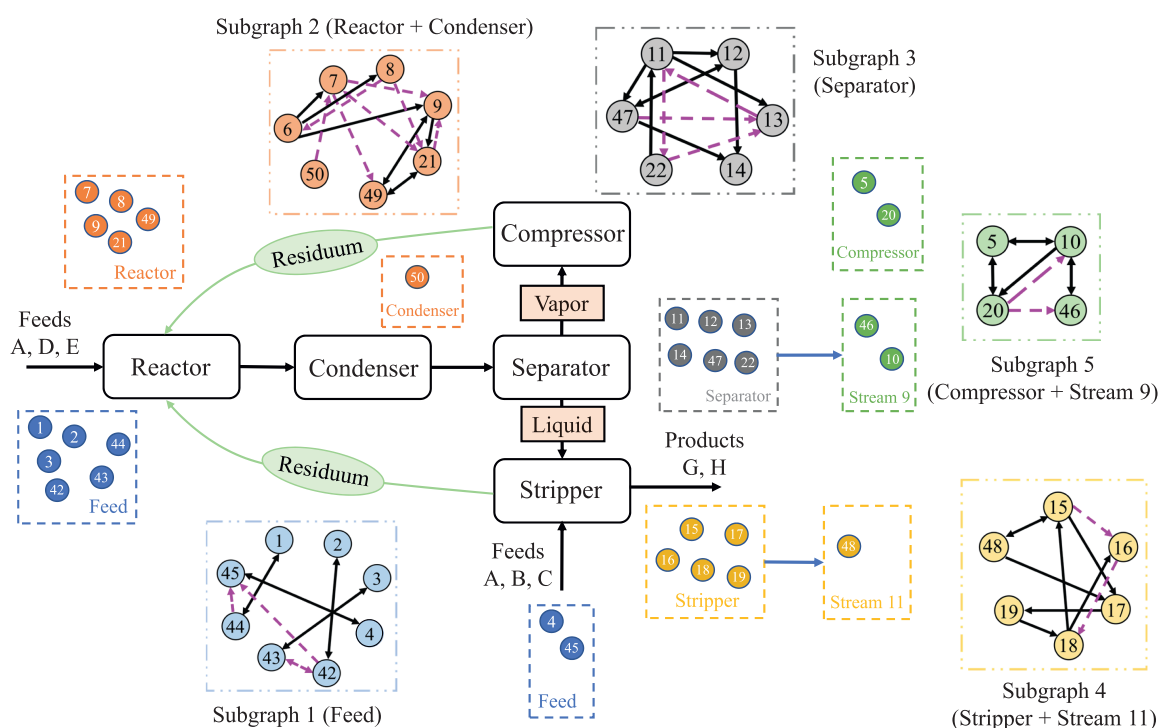 Subgraph 2 (Reactor + Condenser)
7
8
9
6
21
50
49
11
12
47
13
22
14
Subgraph 3
(Separator)
7
8
49
9
21
Reactor
5
20
Compressor
5
10
20
46
Subgraph 5
(Compressor + Stream 9)
Residuum
Compressor
50
Condenser
Vapor
Feeds
A, D, E
Reactor
Condenser
Separator
11
12
13
14
47
22
Separator
46
10
Stream 9
Liquid
1
2
44
3
43
42
Feed
Residuum
Stripper
Products
G, H
15
17
16
18
19
Stripper
48
Stream 11
15
16
48
19
17
18
Subgraph 4
(Stripper + Stream 11)
1
2
45
3
44
4
43
42
Subgraph 1 (Feed)
Feeds
A, B, C
4
45
Feed